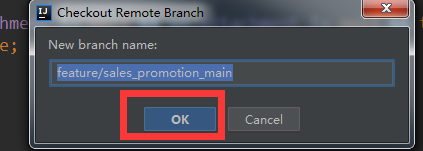 Checkout Remote Branch
New branch name:
feature/sales_promotion_main
OK
Cancel